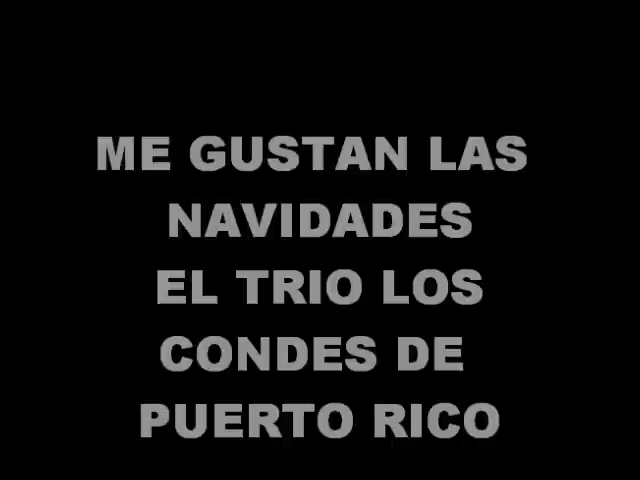 ME GUSTAN LAS
NAVIDADES
EL TRIO LOS
CONDES DE
PUERTO RICO